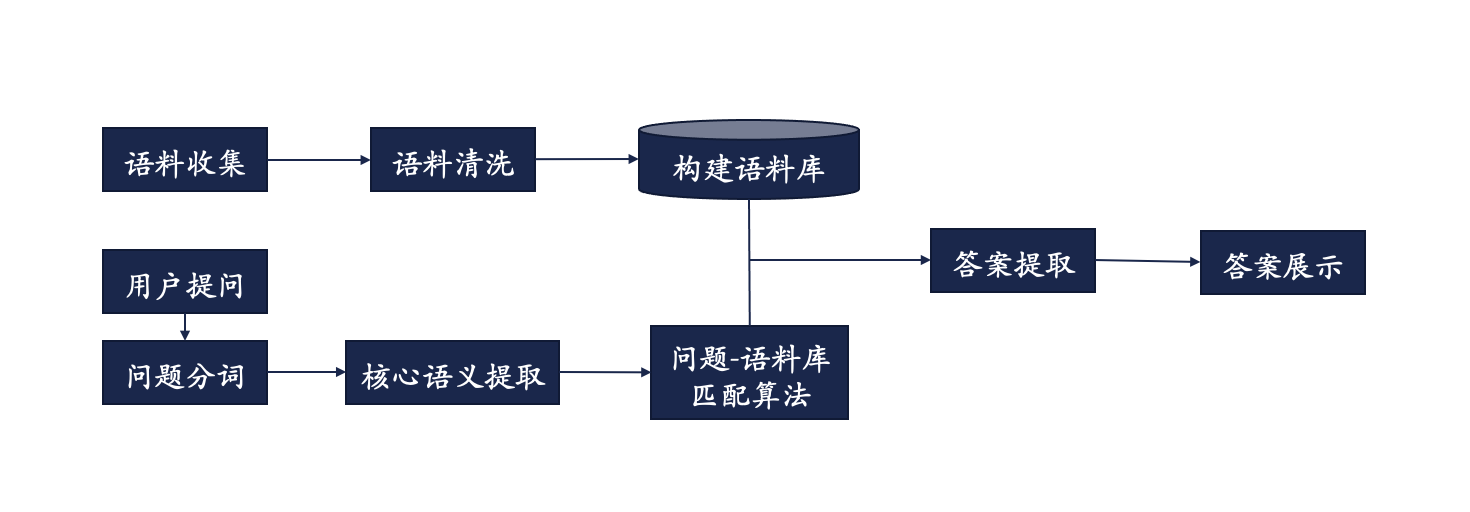 语料收集
语料清洗
构建语料库
用户提问
答案提取
答案展示
问题分词
核心语义提取
问题-语料库
匹配算法